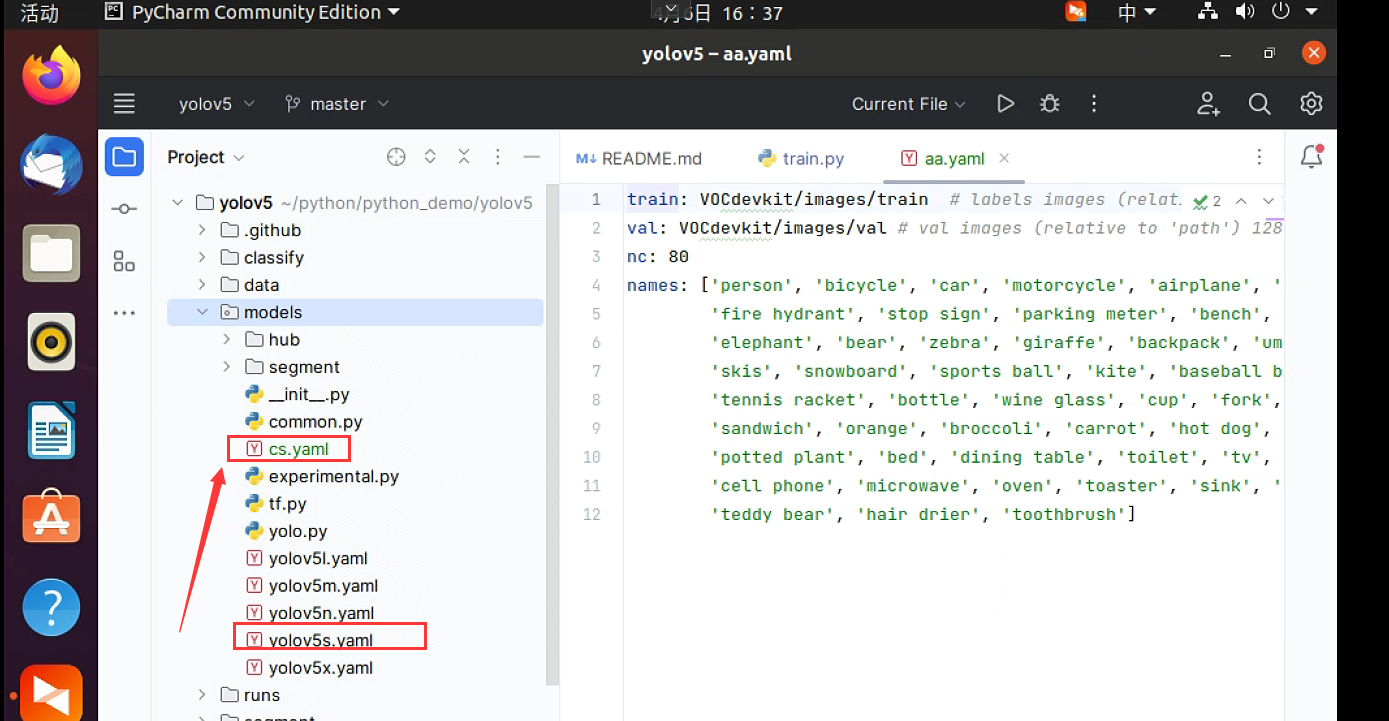 活动
PyCharm Community Edition
6日 16：37
中
yolov5 – aa.yaml
yolov5
master
Current File
Project
README.md
train.py
aa.yaml
yolov5 ~/python/python_demo/yolov5
.github
classify
data
models
hub
segment
__init__.py
common.py
cs.yaml
experimental.py
tf.py
yolo.py
yolov5l.yaml
yolov5m.yaml
yolov5n.yaml
yolov5s.yaml
yolov5x.yaml
runs
segment
1 train: VOCdevkit/images/train # labels images (relat. 2
2 val: VOCdevkit/images/val # val images (relative to 'path') 128
3 nc: 80
4 names: ['person', 'bicycle', 'car', 'motorcycle', 'airplane', '
5 'fire hydrant', 'stop sign', 'parking meter', 'bench',
6 'elephant', 'bear', 'zebra', 'giraffe', 'backpack', 'um
7 'skis', 'snowboard', 'sports ball', 'kite', 'baseball b
8 'tennis racket', 'bottle', 'wine glass', 'cup', 'fork',
9 'sandwich', 'orange', 'broccoli', 'carrot', 'hot dog',
10 'potted plant', 'bed', 'dining table', 'toilet', 'tv',
11 'cell phone', 'microwave', 'oven', 'toaster', 'sink', '
12 'teddy bear', 'hair drier', 'toothbrush']